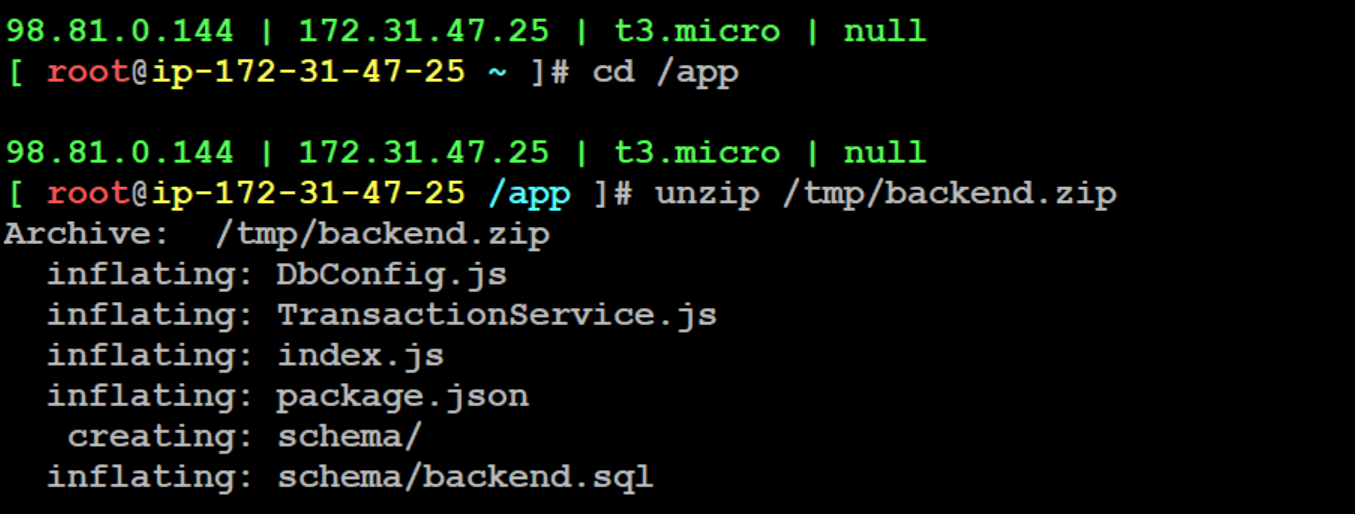 98.81.0.144 | 172.31.47.25 | t3.micro | null
[ root@ip-172-31-47-25 ~ ]# cd /app
98.81.0.144 | 172.31.47.25 | t3.micro | null
[ root@ip-172-31-47-25 /app ]# unzip /tmp/backend.zip
Archive:  /tmp/backend.zip
  inflating: DbConfig.js
  inflating: TransactionService.js
  inflating: index.js
  inflating: package.json
   creating: schema/
  inflating: schema/backend.sql